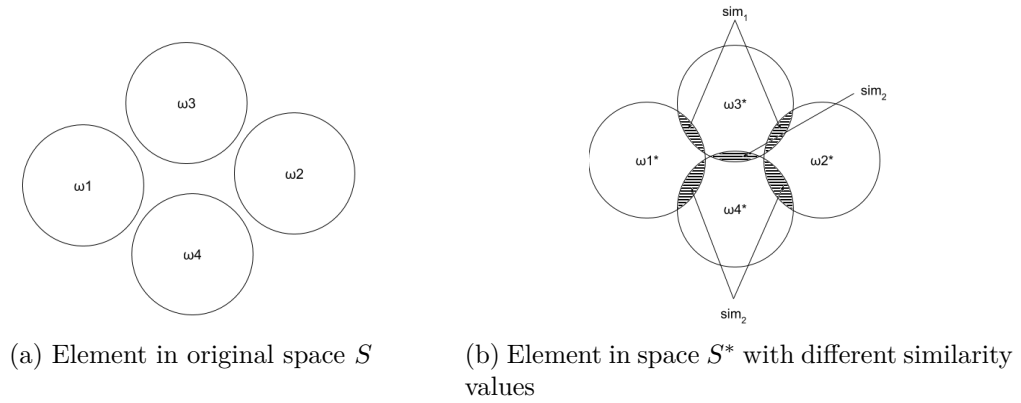 ω3
ω1
ω2
ω4
(a) Element in original space S
sim₁
sim₂
ω3*
ω1*
ω2*
ω4*
sim₂
(b) Element in space S* with different similarity
values